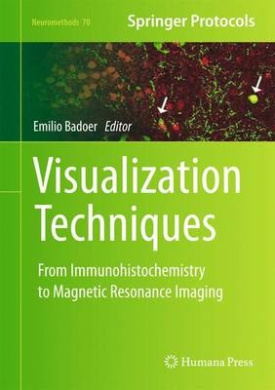 Neuromethods 70
Springer Protocols
Emilio Badoer Editor
Visualization
Techniques
From Immunohistochemistry
to Magnetic Resonance Imaging
Humana Press